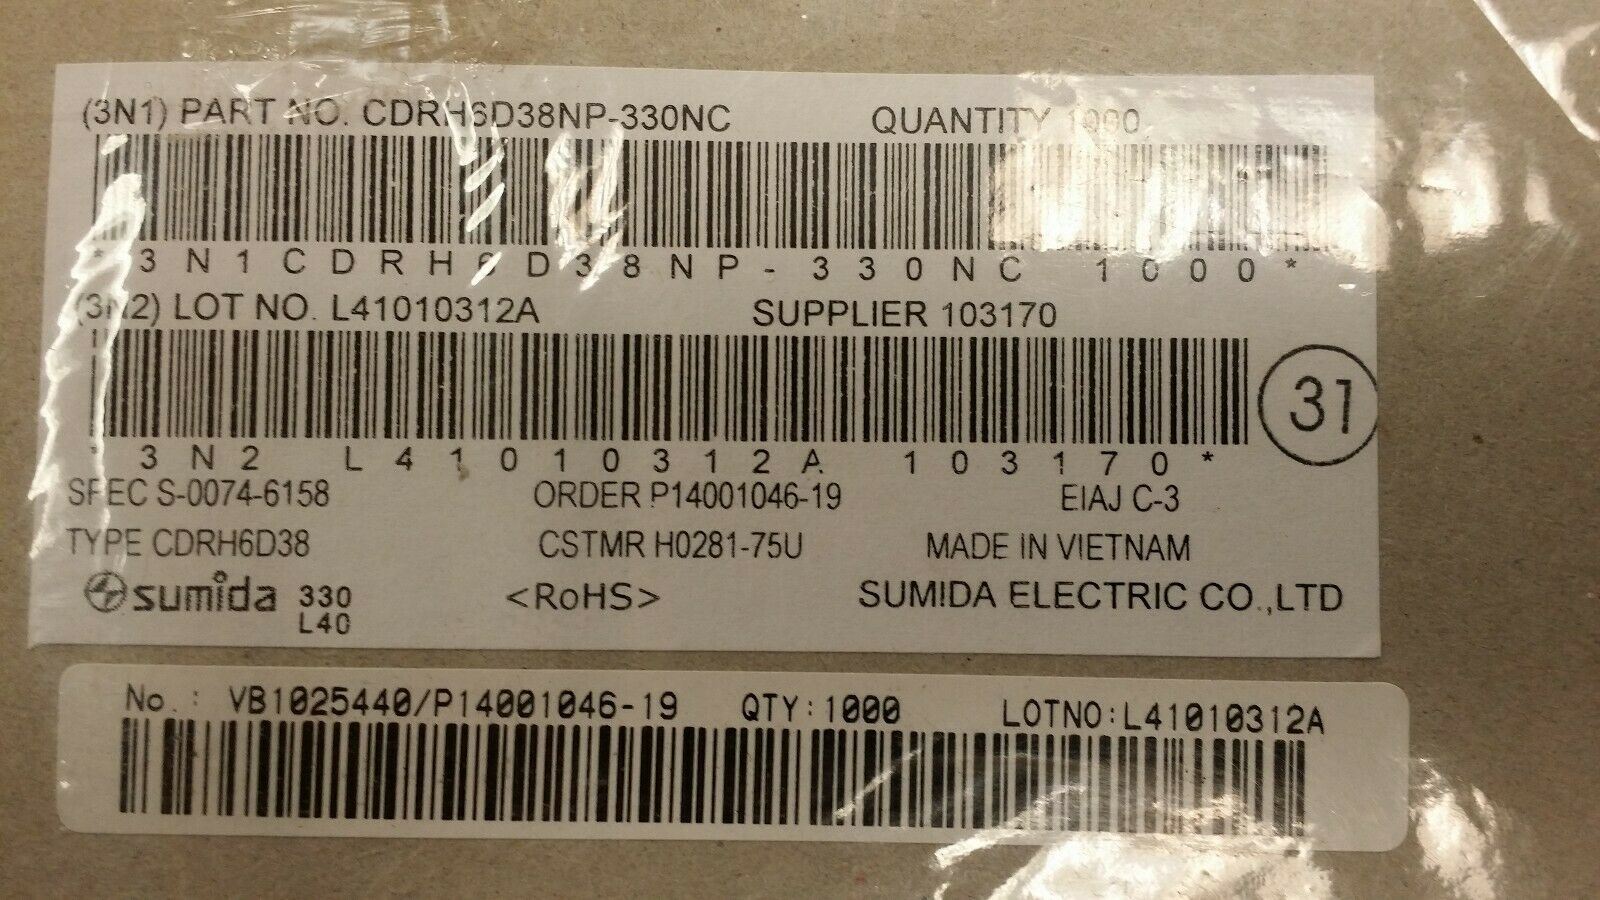 (3N1) PART NO. CDRH6D38NP-330NC QUANTITY 1000
*3N1CDRH6D38NP-330NC 1000*
(3N2) LOT NO. L41010312A SUPPLIER 103170
*3N2 L41010312A 103170*
31
SPEC S-0074-6158 ORDER P14001046-19 EIAJ C-3
TYPE CDRH6D38 CSTMR H0281-75U MADE IN VIETNAM
sumida 330 <RoHS> SUMIDA ELECTRIC CO.,LTD
L40
No.: VB1025440/P14001046-19 QTY:1000 LOTNO:L41010312A